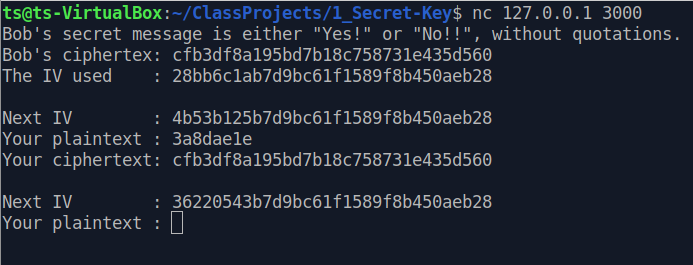 ts@ts-VirtualBox:~/ClassProjects/1_Secret-Key$ nc 127.0.0.1 3000
Bob's secret message is either "Yes!" or "No!!", without quotations.
Bob's ciphertex: cfb3df8a195bd7b18c758731e435d560
The IV used    : 28bb6c1ab7d9bc61f1589f8b450aeb28
Next IV        : 4b53b125b7d9bc61f1589f8b450aeb28
Your plaintext : 3a8dae1e
Your ciphertext: cfb3df8a195bd7b18c758731e435d560
Next IV        : 36220543b7d9bc61f1589f8b450aeb28
Your plaintext :